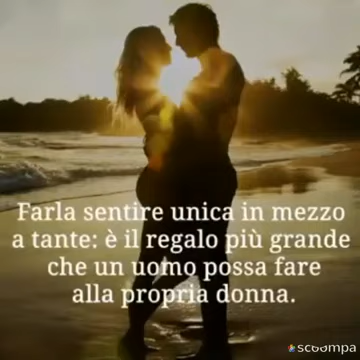 Farla sentire unica in mezzo
a tante: è il regalo più grande
che un uomo possa fare
alla propria donna.
scoompa